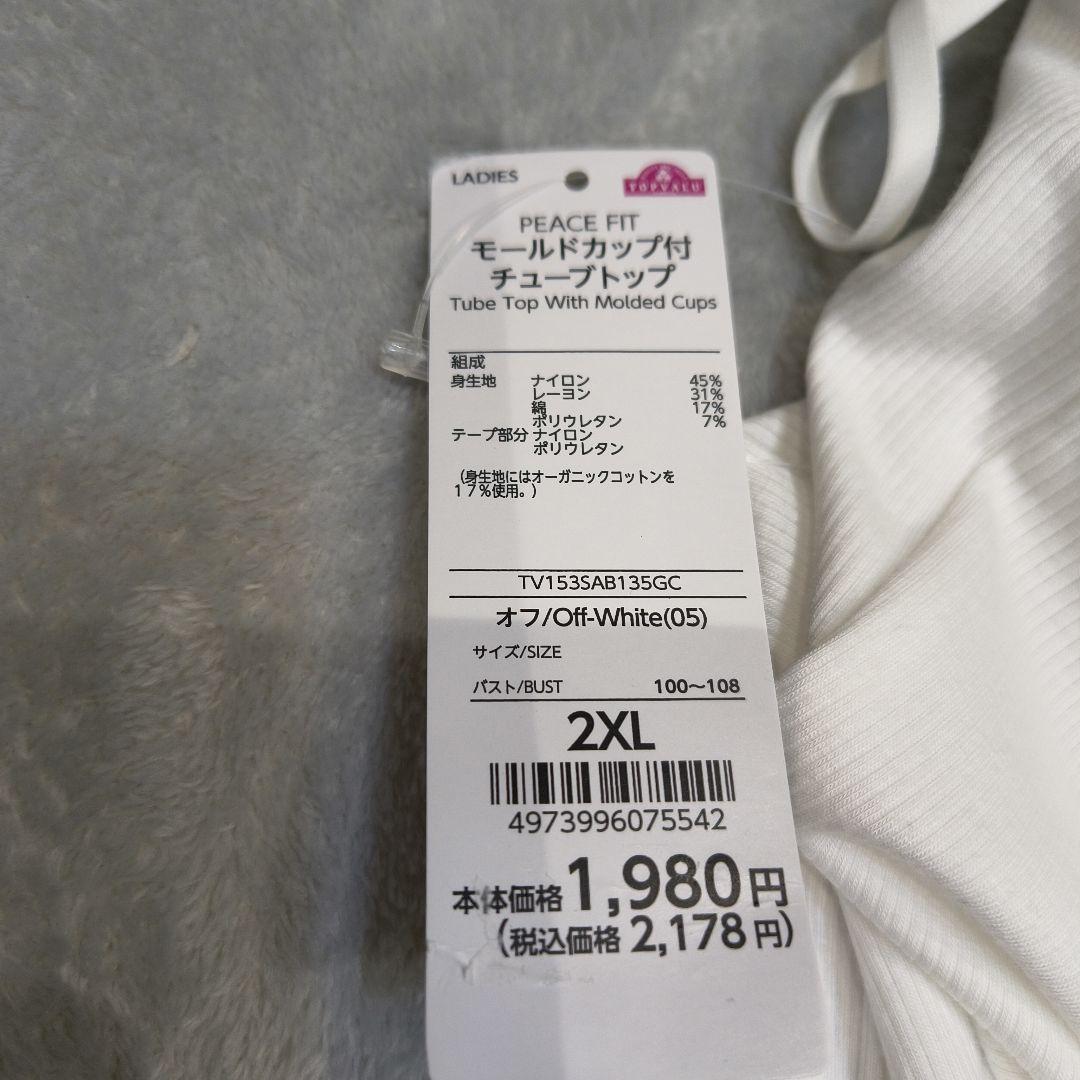 LADIES
TOPVALU
PEACE FIT
モールドカップ付
チューブトップ
Tube Top With Molded Cups
組成
身生地 ナイロン 45%
レーヨン 31%
綿 17%
ポリウレタン 7%
テープ部分 ナイロン
ポリウレタン
(身生地にはオーガニックコットンを
17%使用。)
TV153SAB135GC
オフ/Off-White(05)
サイズ/SIZE
バスト/BUST 100～108
2XL
4973996075542
本体価格1,980円
(税込価格 2,178円)